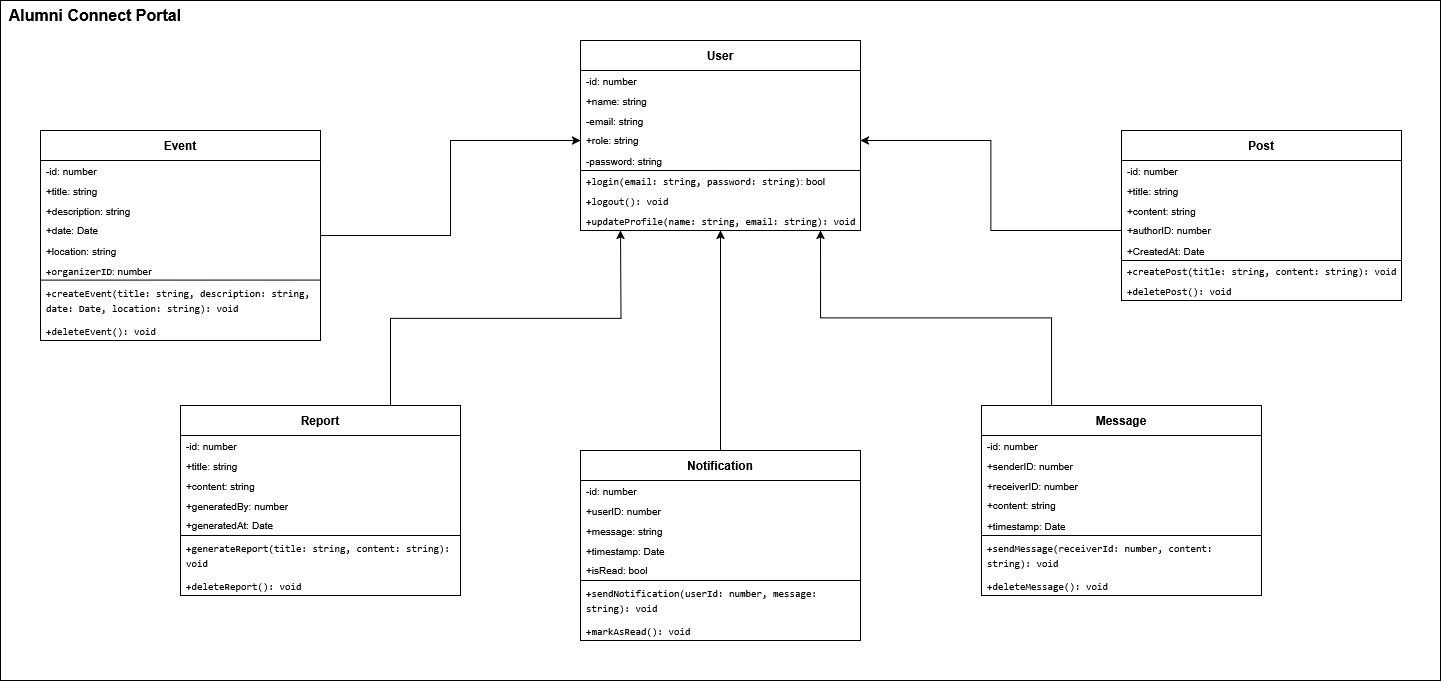 Alumni Connect Portal
User
-id: number
+name: string
-email: string
+role: string
-password: string
+login(email: string, password: string): bool
+logout(): void
+updateProfile(name: string, email: string): void
Event
-id: number
+title: string
+description: string
+date: Date
+location: string
+organizerID: number
+createEvent(title: string, description: string,
date: Date, location: string): void
+deleteEvent(): void
Post
-id: number
+title: string
+content: string
+authorID: number
+CreatedAt: Date
+createPost(title: string, content: string): void
+deletePost(): void
Report
-id: number
+title: string
+content: string
+generatedBy: number
+generatedAt: Date
+generateReport(title: string, content: string):
void
+deleteReport(): void
Notification
-id: number
+userID: number
+message: string
+timestamp: Date
+isRead: bool
+sendNotification(userId: number, message:
string): void
+markAsRead(): void
Message
-id: number
+senderID: number
+receiverID: number
+content: string
+timestamp: Date
+sendMessage(receiverId: number, content:
string): void
+deleteMessage(): void